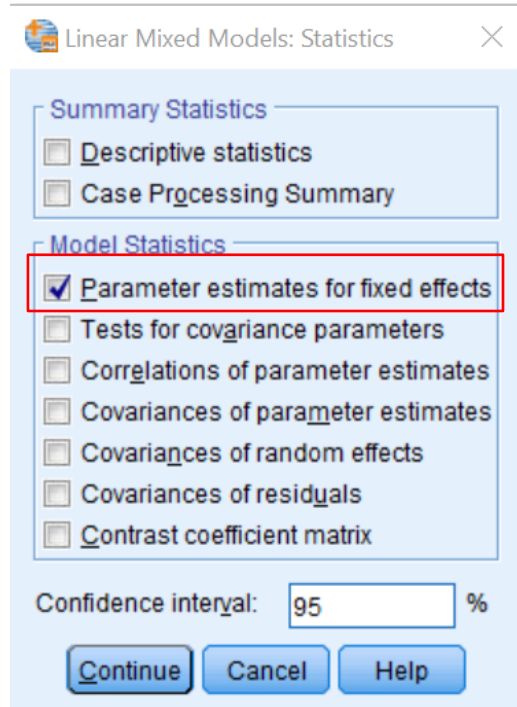 Linear Mixed Models: Statistics
Summary Statistics
Descriptive statistics
Case Processing Summary
Model Statistics
Parameter estimates for fixed effects
Tests for covariance parameters
Correlations of parameter estimates
Covariances of parameter estimates
Covariances of random effects
Covariances of residuals
Contrast coefficient matrix
Confidence interval: 95 %
Continue Cancel Help